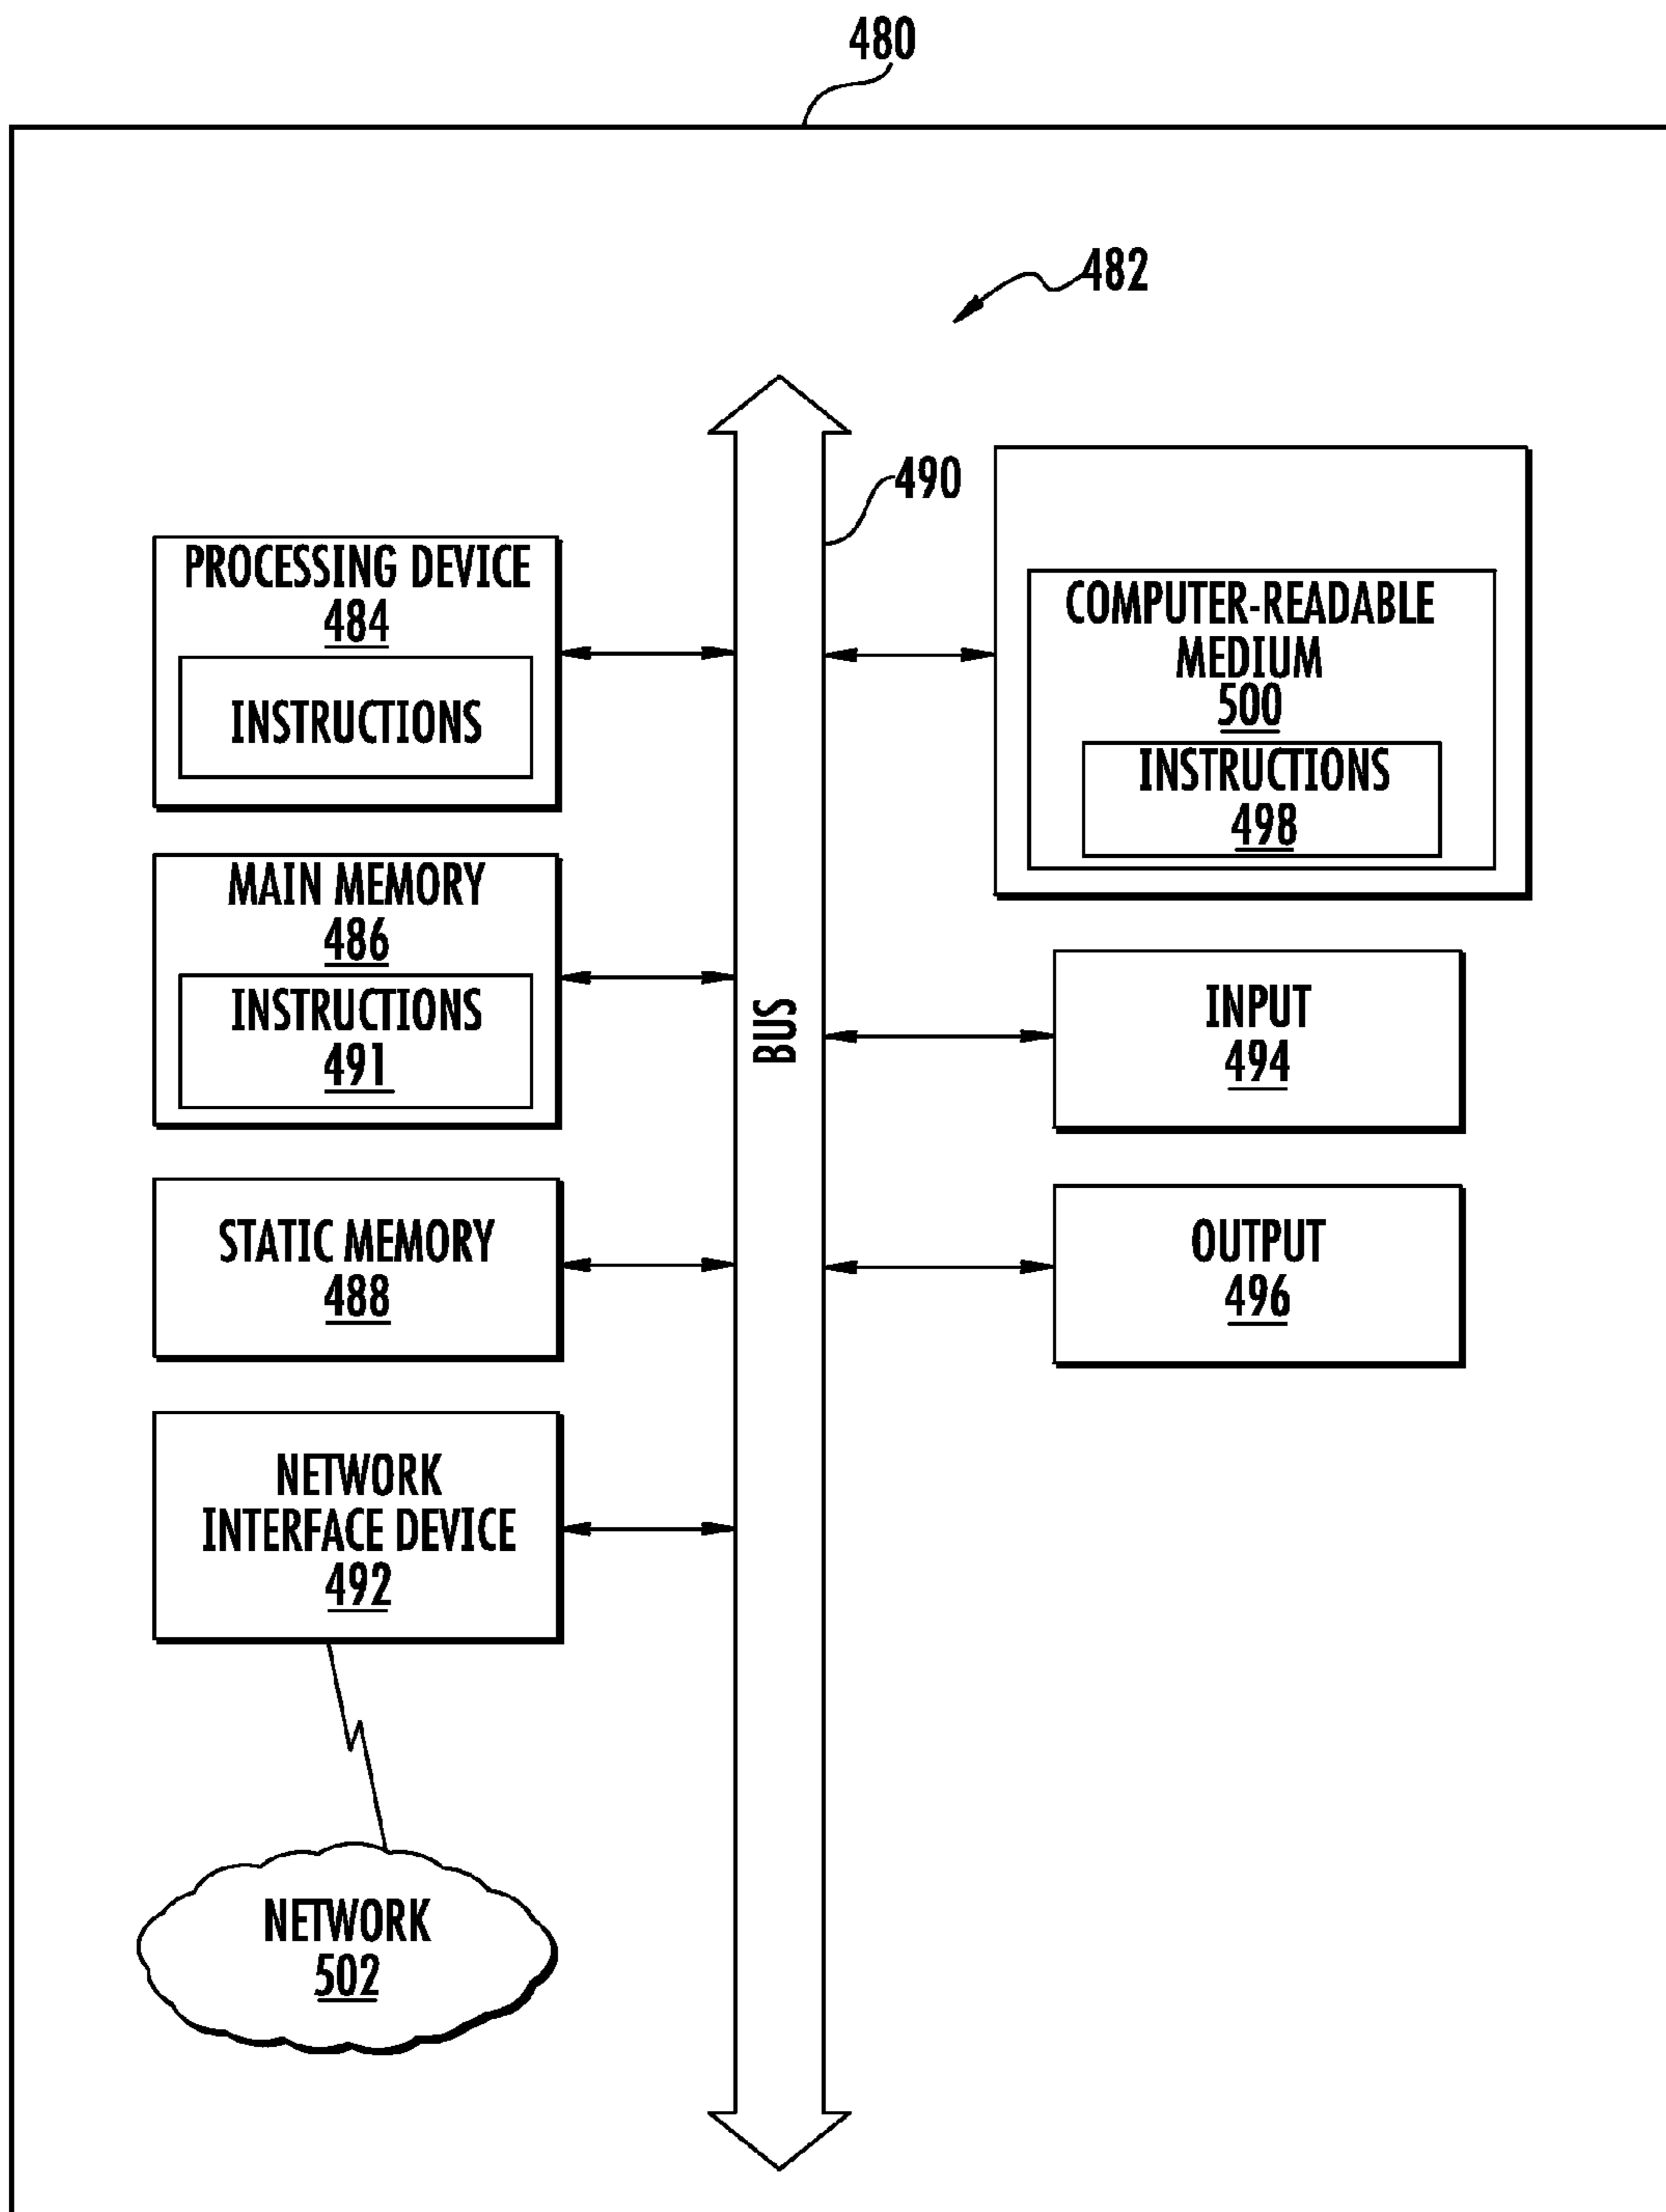 480
482
490
PROCESSING DEVICE
484
INSTRUCTIONS
MAIN MEMORY
486
INSTRUCTIONS
491
STATIC MEMORY
488
NETWORK
INTERFACE DEVICE
492
NETWORK
502
BUS
COMPUTER-READABLE
MEDIUM
500
INSTRUCTIONS
498
INPUT
494
OUTPUT
496